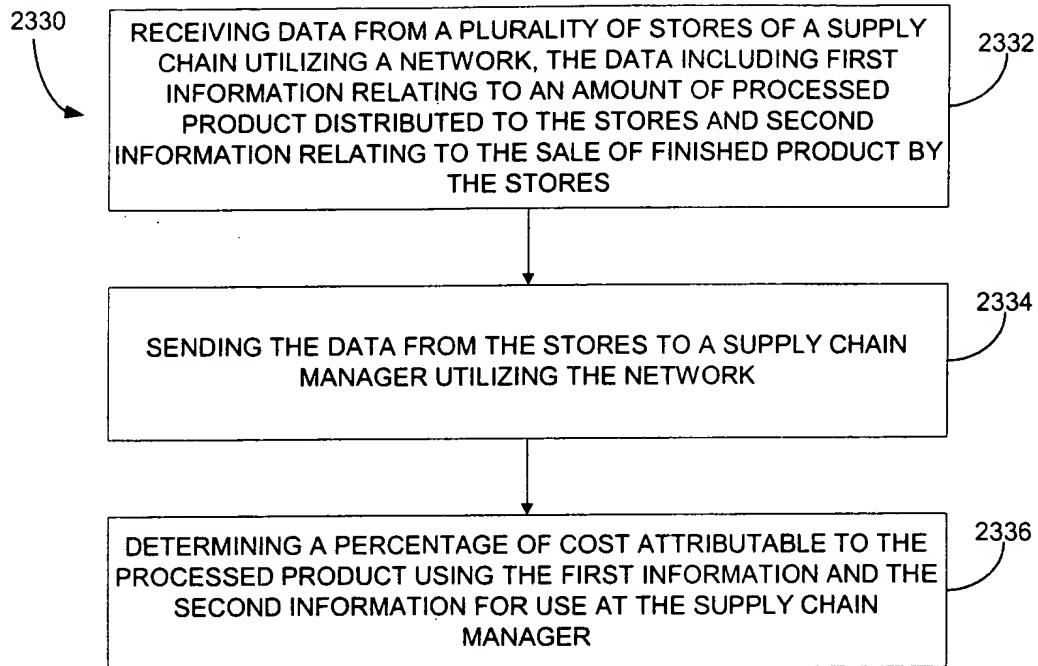 2330
RECEIVING DATA FROM A PLURALITY OF STORES OF A SUPPLY
CHAIN UTILIZING A NETWORK, THE DATA INCLUDING FIRST
INFORMATION RELATING TO AN AMOUNT OF PROCESSED
PRODUCT DISTRIBUTED TO THE STORES AND SECOND
INFORMATION RELATING TO THE SALE OF FINISHED PRODUCT BY
THE STORES
2332
SENDING THE DATA FROM THE STORES TO A SUPPLY CHAIN
MANAGER UTILIZING THE NETWORK
2334
DETERMINING A PERCENTAGE OF COST ATTRIBUTABLE TO THE
PROCESSED PRODUCT USING THE FIRST INFORMATION AND THE
SECOND INFORMATION FOR USE AT THE SUPPLY CHAIN
MANAGER
2336